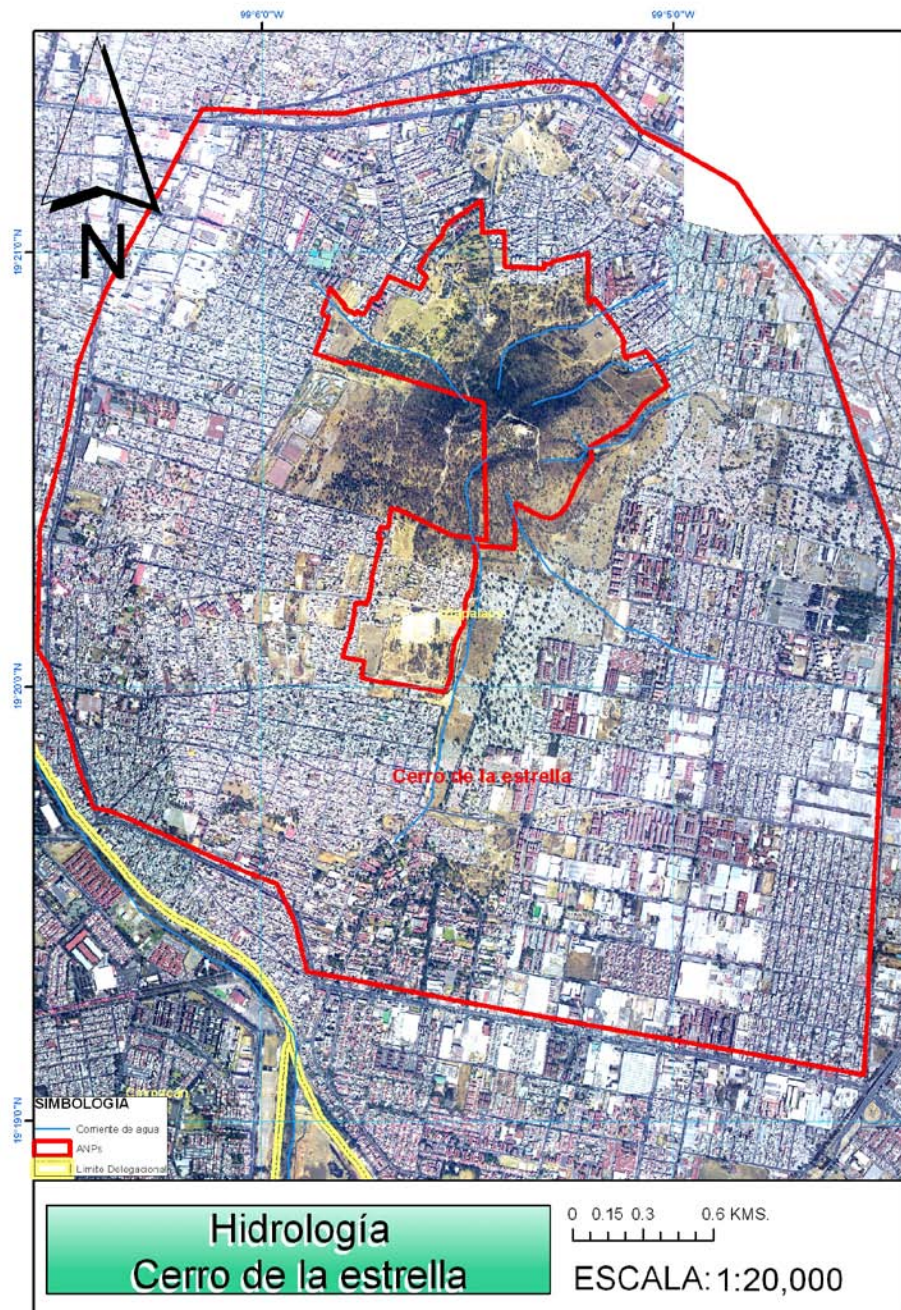 99°6'0"W
99°5'0"W
19°21'0"N
N
19°20'0"N
Cerro de la estrella
19°19'0"N
SIMBOLOGIA
Corriente de agua
ANPs
Limite Delegacional
Hidrología
Cerro de la estrella
0 0.15 0.3 0.6 KMS.
ESCALA: 1:20,000